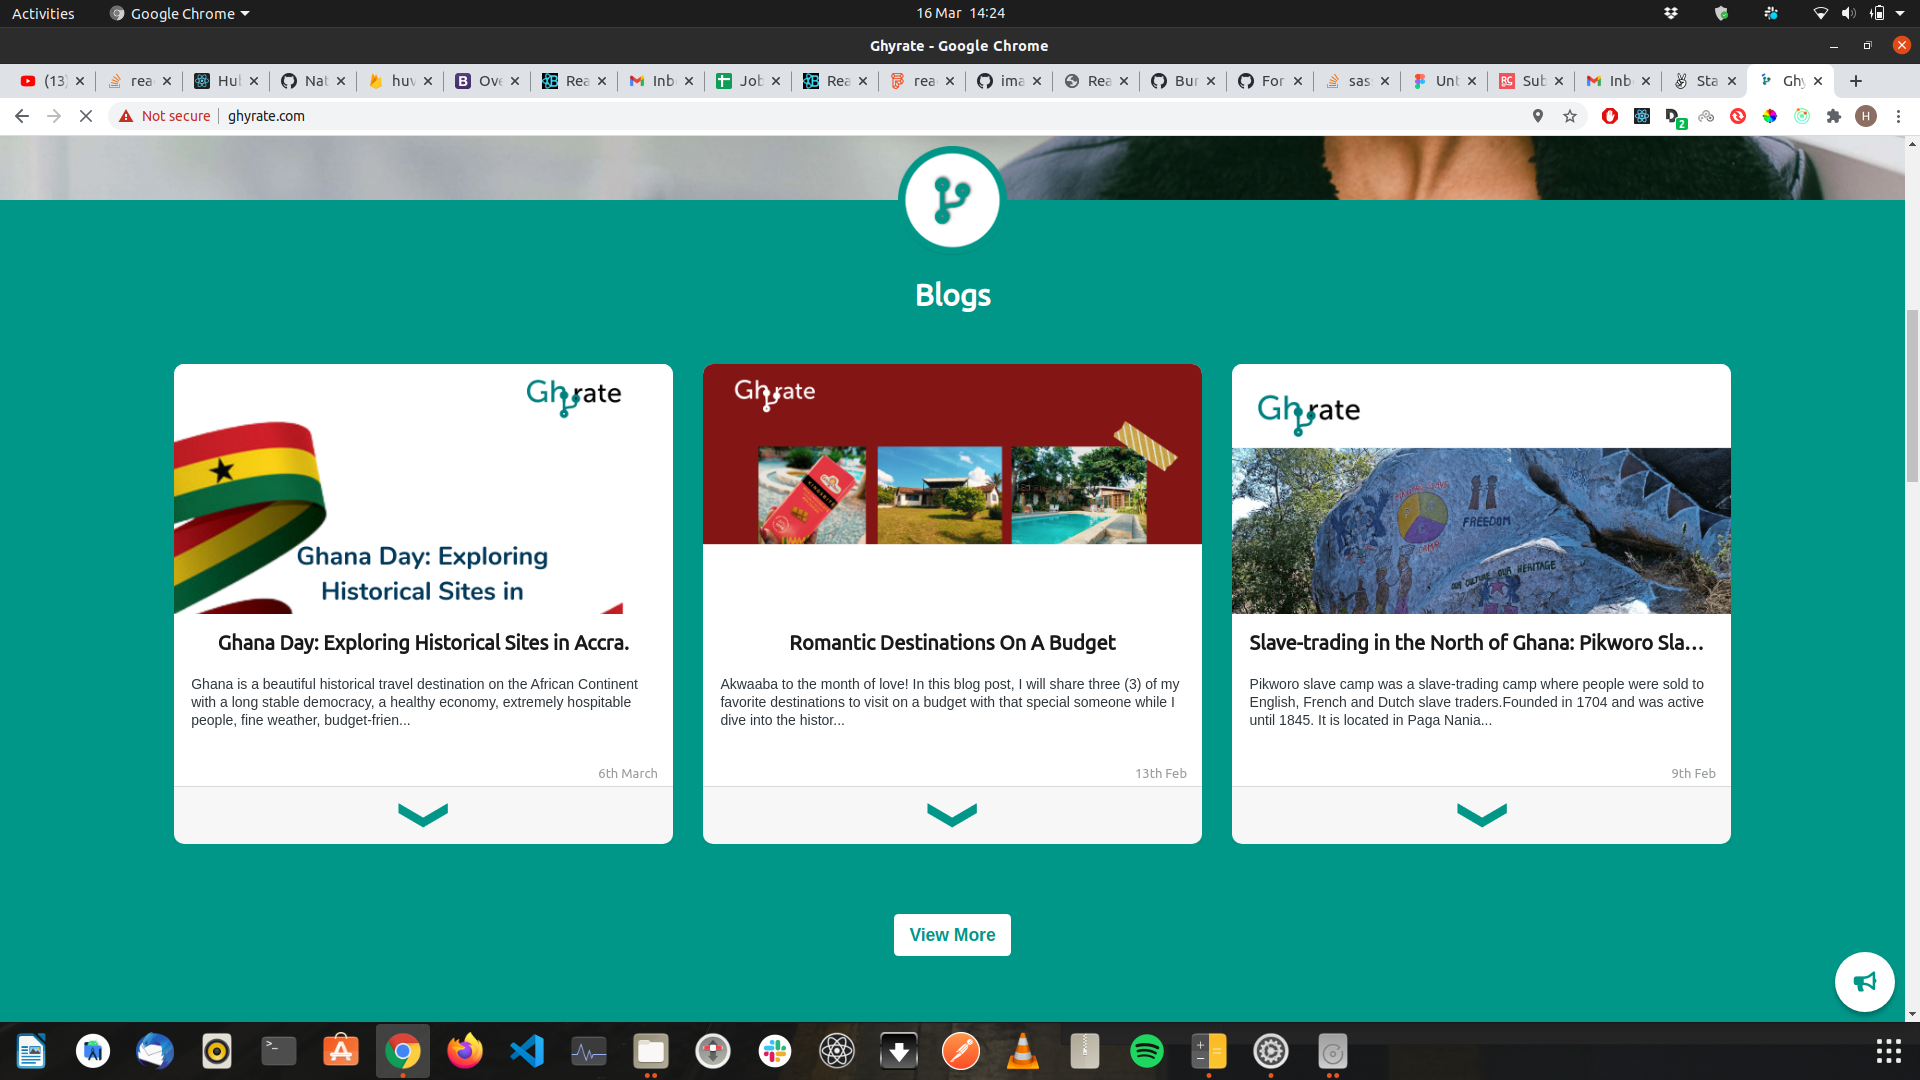 Activities
Google Chrome
16 Mar 14:24
Ghyrate - Google Chrome
(13)
rea
Hul
Nat
huv
Ove
Rea
Inb
Job
Rea
rea
ima
Rea
Bur
For
sas
Unt
Sub
Inb
Sta
Ghy
Not secure
ghyrate.com
2
H
Blogs
Ghyrate
Ghana Day: Exploring
Historical Sites in
Ghana Day: Exploring Historical Sites in Accra.
Ghana is a beautiful historical travel destination on the African Continent
with a long stable democracy, a healthy economy, extremely hospitable
people, fine weather, budget-frien...
6th March
Ghyrate
Romantic Destinations On A Budget
Akwaaba to the month of love! In this blog post, I will share three (3) of my
favorite destinations to visit on a budget with that special someone while I
dive into the histor...
13th Feb
Ghyrate
PIKWORO SLAVE
CAMP
FREEDOM
OUR CULTURE OUR HERITAGE
Slave-trading in the North of Ghana: Pikworo Sla...
Pikworo slave camp was a slave-trading camp where people were sold to
English, French and Dutch slave traders.Founded in 1704 and was active
until 1845. It is located in Paga Nania...
9th Feb
View More